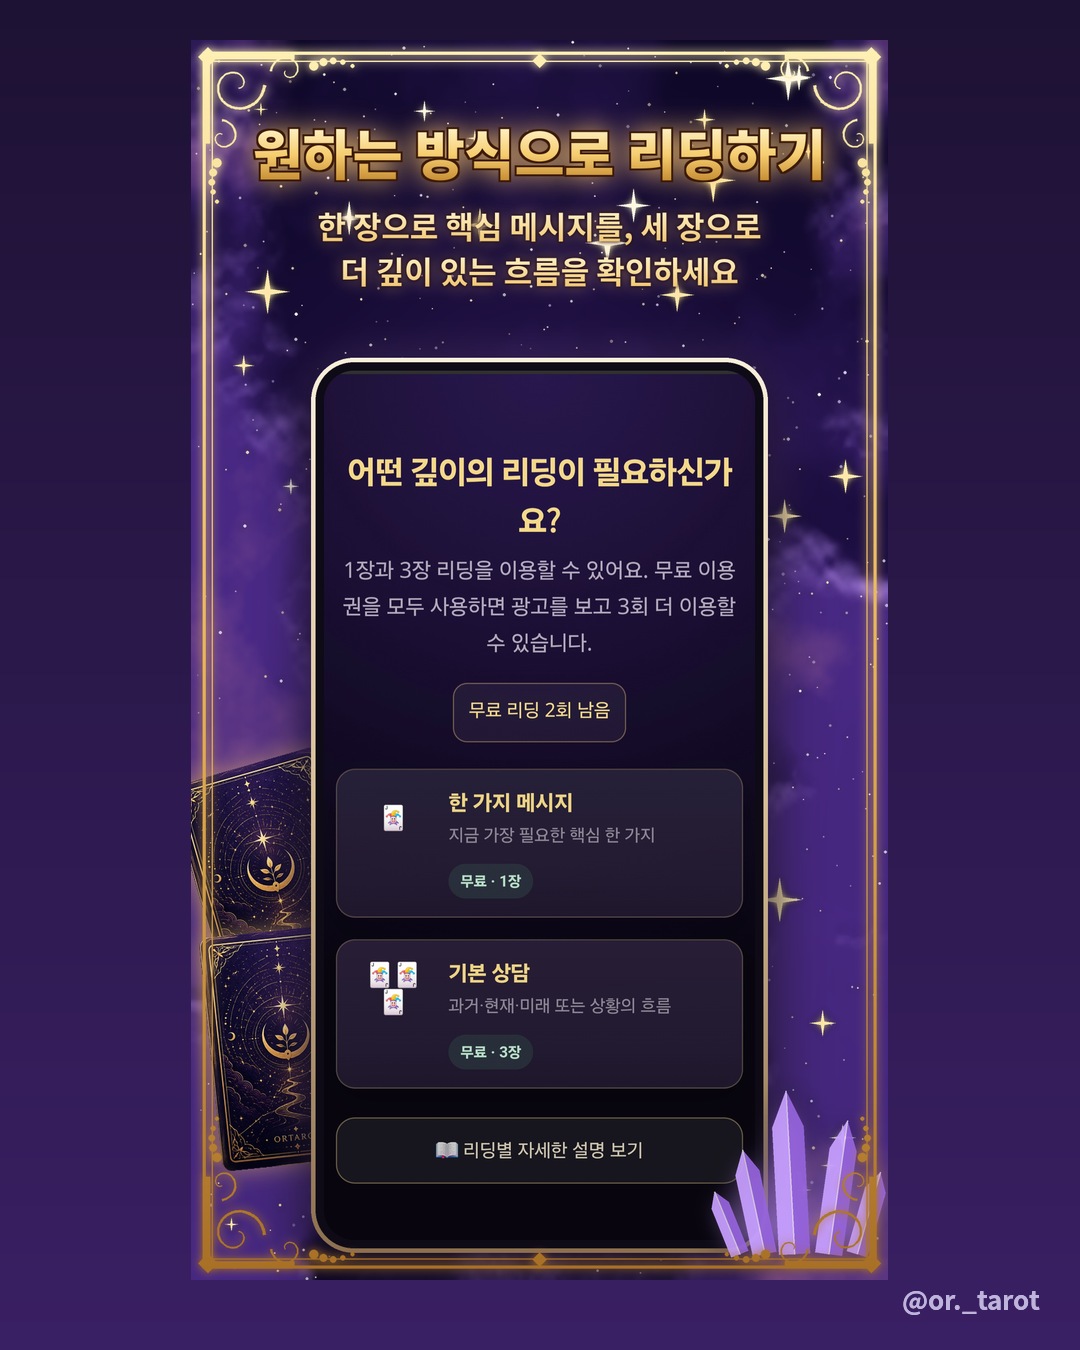 원하는 방식으로 리딩하기
한 장으로 핵심 메시지를, 세 장으로
더 깊이 있는 흐름을 확인하세요
어떤 깊이의 리딩이 필요하신가
요?
1장과 3장 리딩을 이용할 수 있어요. 무료 이용
권을 모두 사용하면 광고를 보고 3회 더 이용할
수 있습니다.
무료 리딩 2회 남음
한 가지 메시지
지금 가장 필요한 핵심 한 가지
무료 · 1장
기본 상담
과거·현재·미래 또는 상황의 흐름
무료 · 3장
📖 리딩별 자세한 설명 보기
@or._tarot